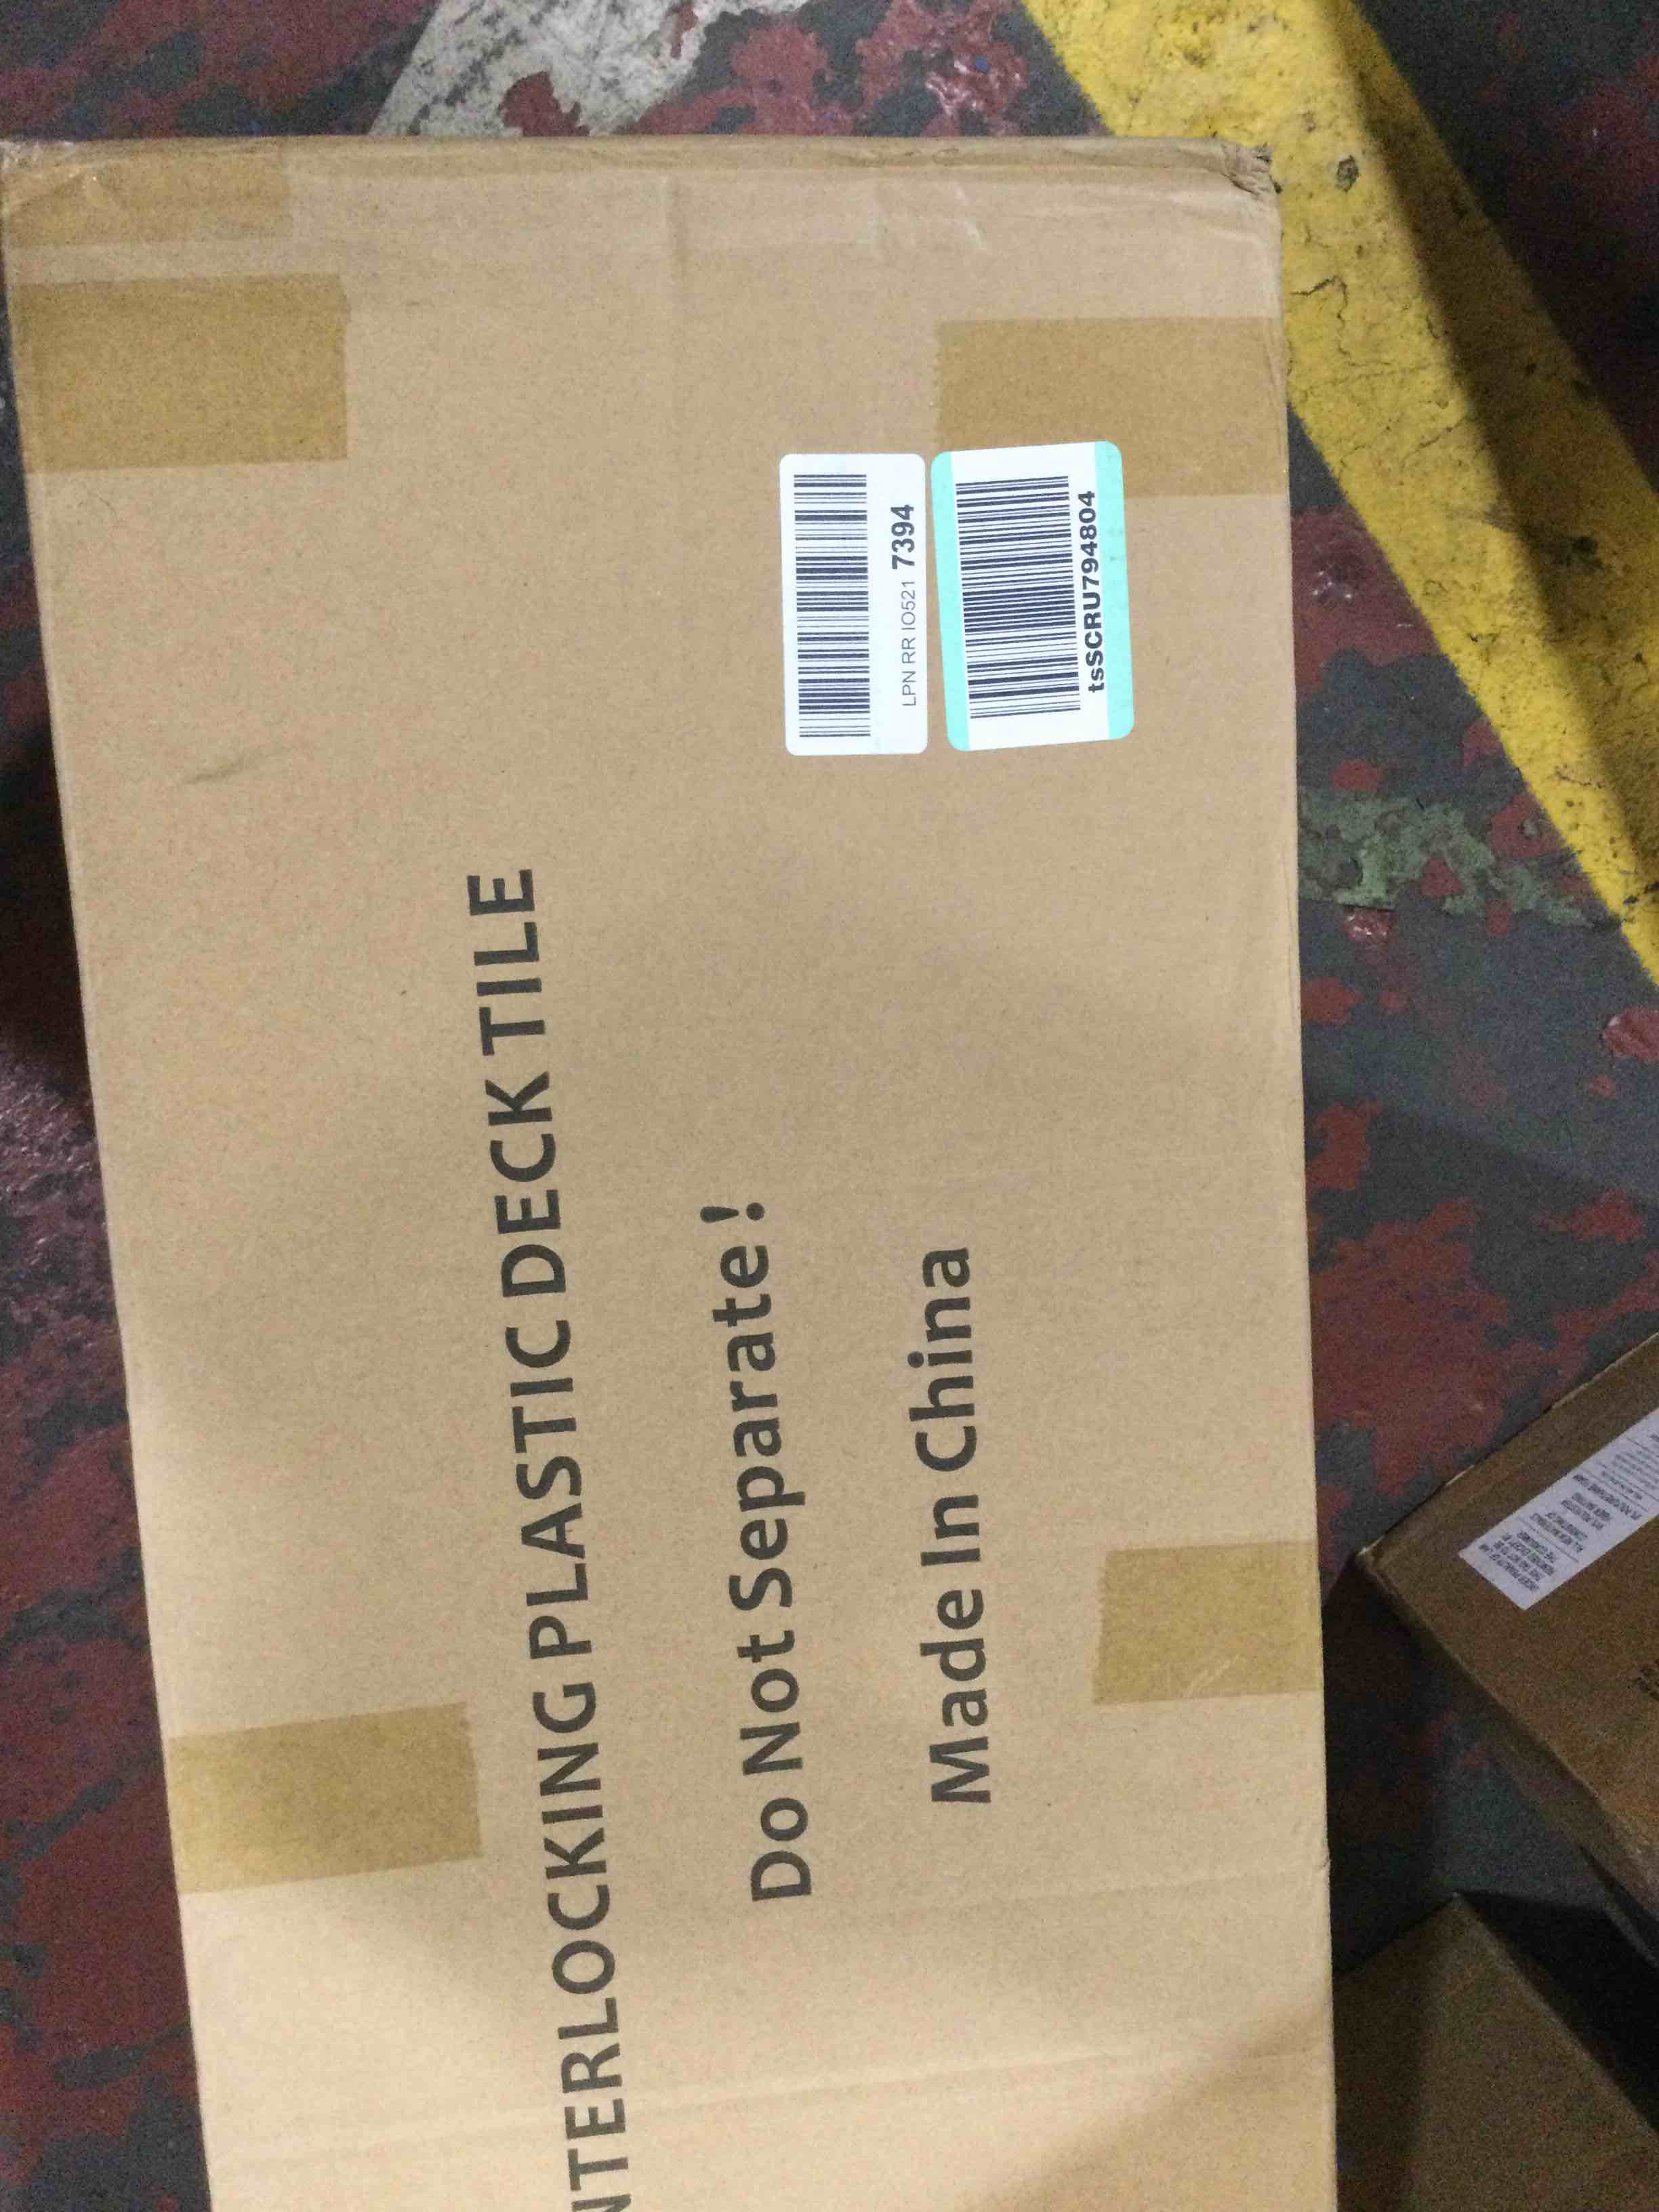 NTERLOCKING PLASTIC DECK TILE
Do Not Separate!
Made In China
LPN RR IO521 7394
tsSCRU794804